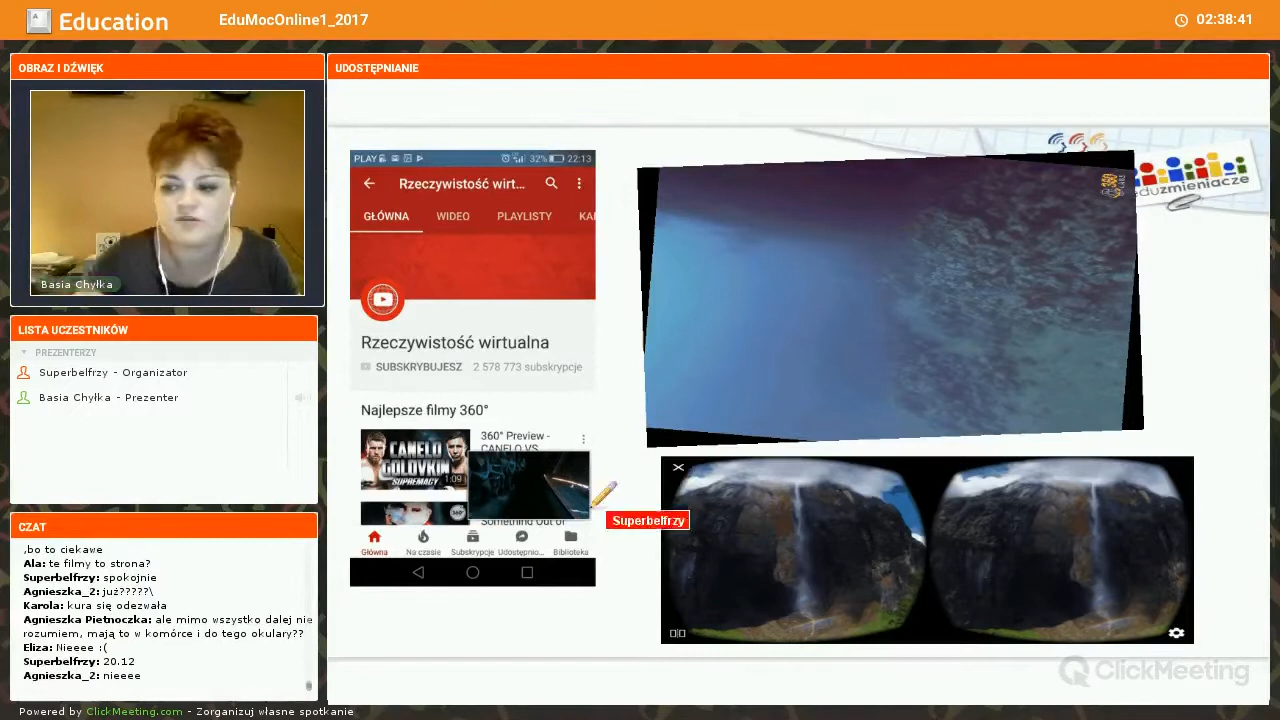 Education
EduMocOnline1_2017
02:38:41
OBRAZ I DŹWIĘK
Basia Chyłka
LISTA UCZESTNIKÓW
PREZENTERZY
Superbelfrzy - Organizator
Basia Chyłka - Prezenter
CZAT
,bo to ciekawe
Ala: te filmy to strona?
Superbelfrzy: spokojnie
Agnieszka_2: już?????\
Karola: kura się odezwała
Agnieszka Pietnoczka: ale mimo wszystko dalej nie
rozumiem, mają to w komórce i do tego okulary??
Eliza: Nieeee :(
Superbelfrzy: 20.12
Agnieszka_2: nieeee
Powered by ClickMeeting.com - Zorganizuj własne spotkanie
UDOSTĘPNIANIE
PLAY 32% 22:13
Rzeczywistość wirt...
GŁÓWNA WIDEO PLAYLISTY KA
Rzeczywistość wirtualna
SUBSKRYBUJESZ 2 578 773 subskrypcje
Najlepsze filmy 360°
CANELO
GOLOVKIN
SUPREMACY
1:09
360° Preview -
CANELO VS
360°
Something Out of
Główna Na czasie Subskrypcje Udostępnio... Biblioteka
Superbelfrzy
360
LABS
eduzmieniacze
ClickMeeting